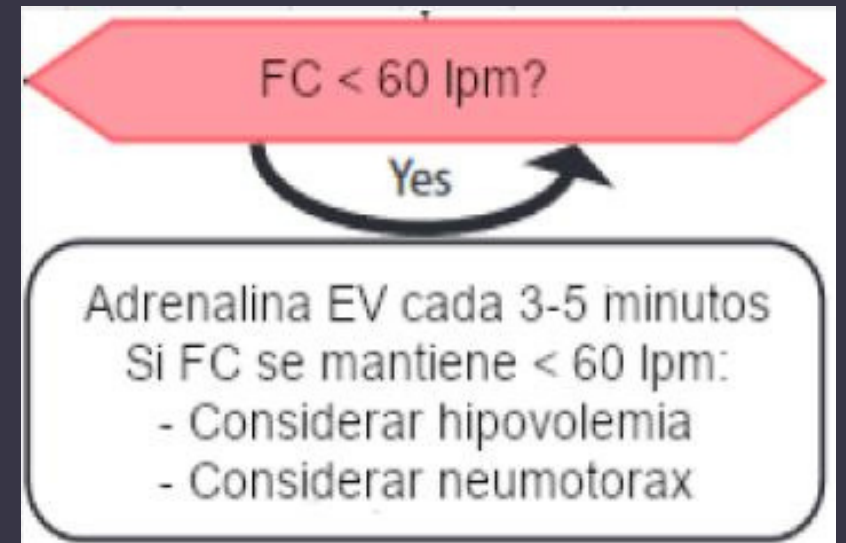 FC < 60 lpm?
Yes
Adrenalina EV cada 3-5 minutos
Si FC se mantiene < 60 lpm:
- Considerar hipovolemia
- Considerar neumotorax